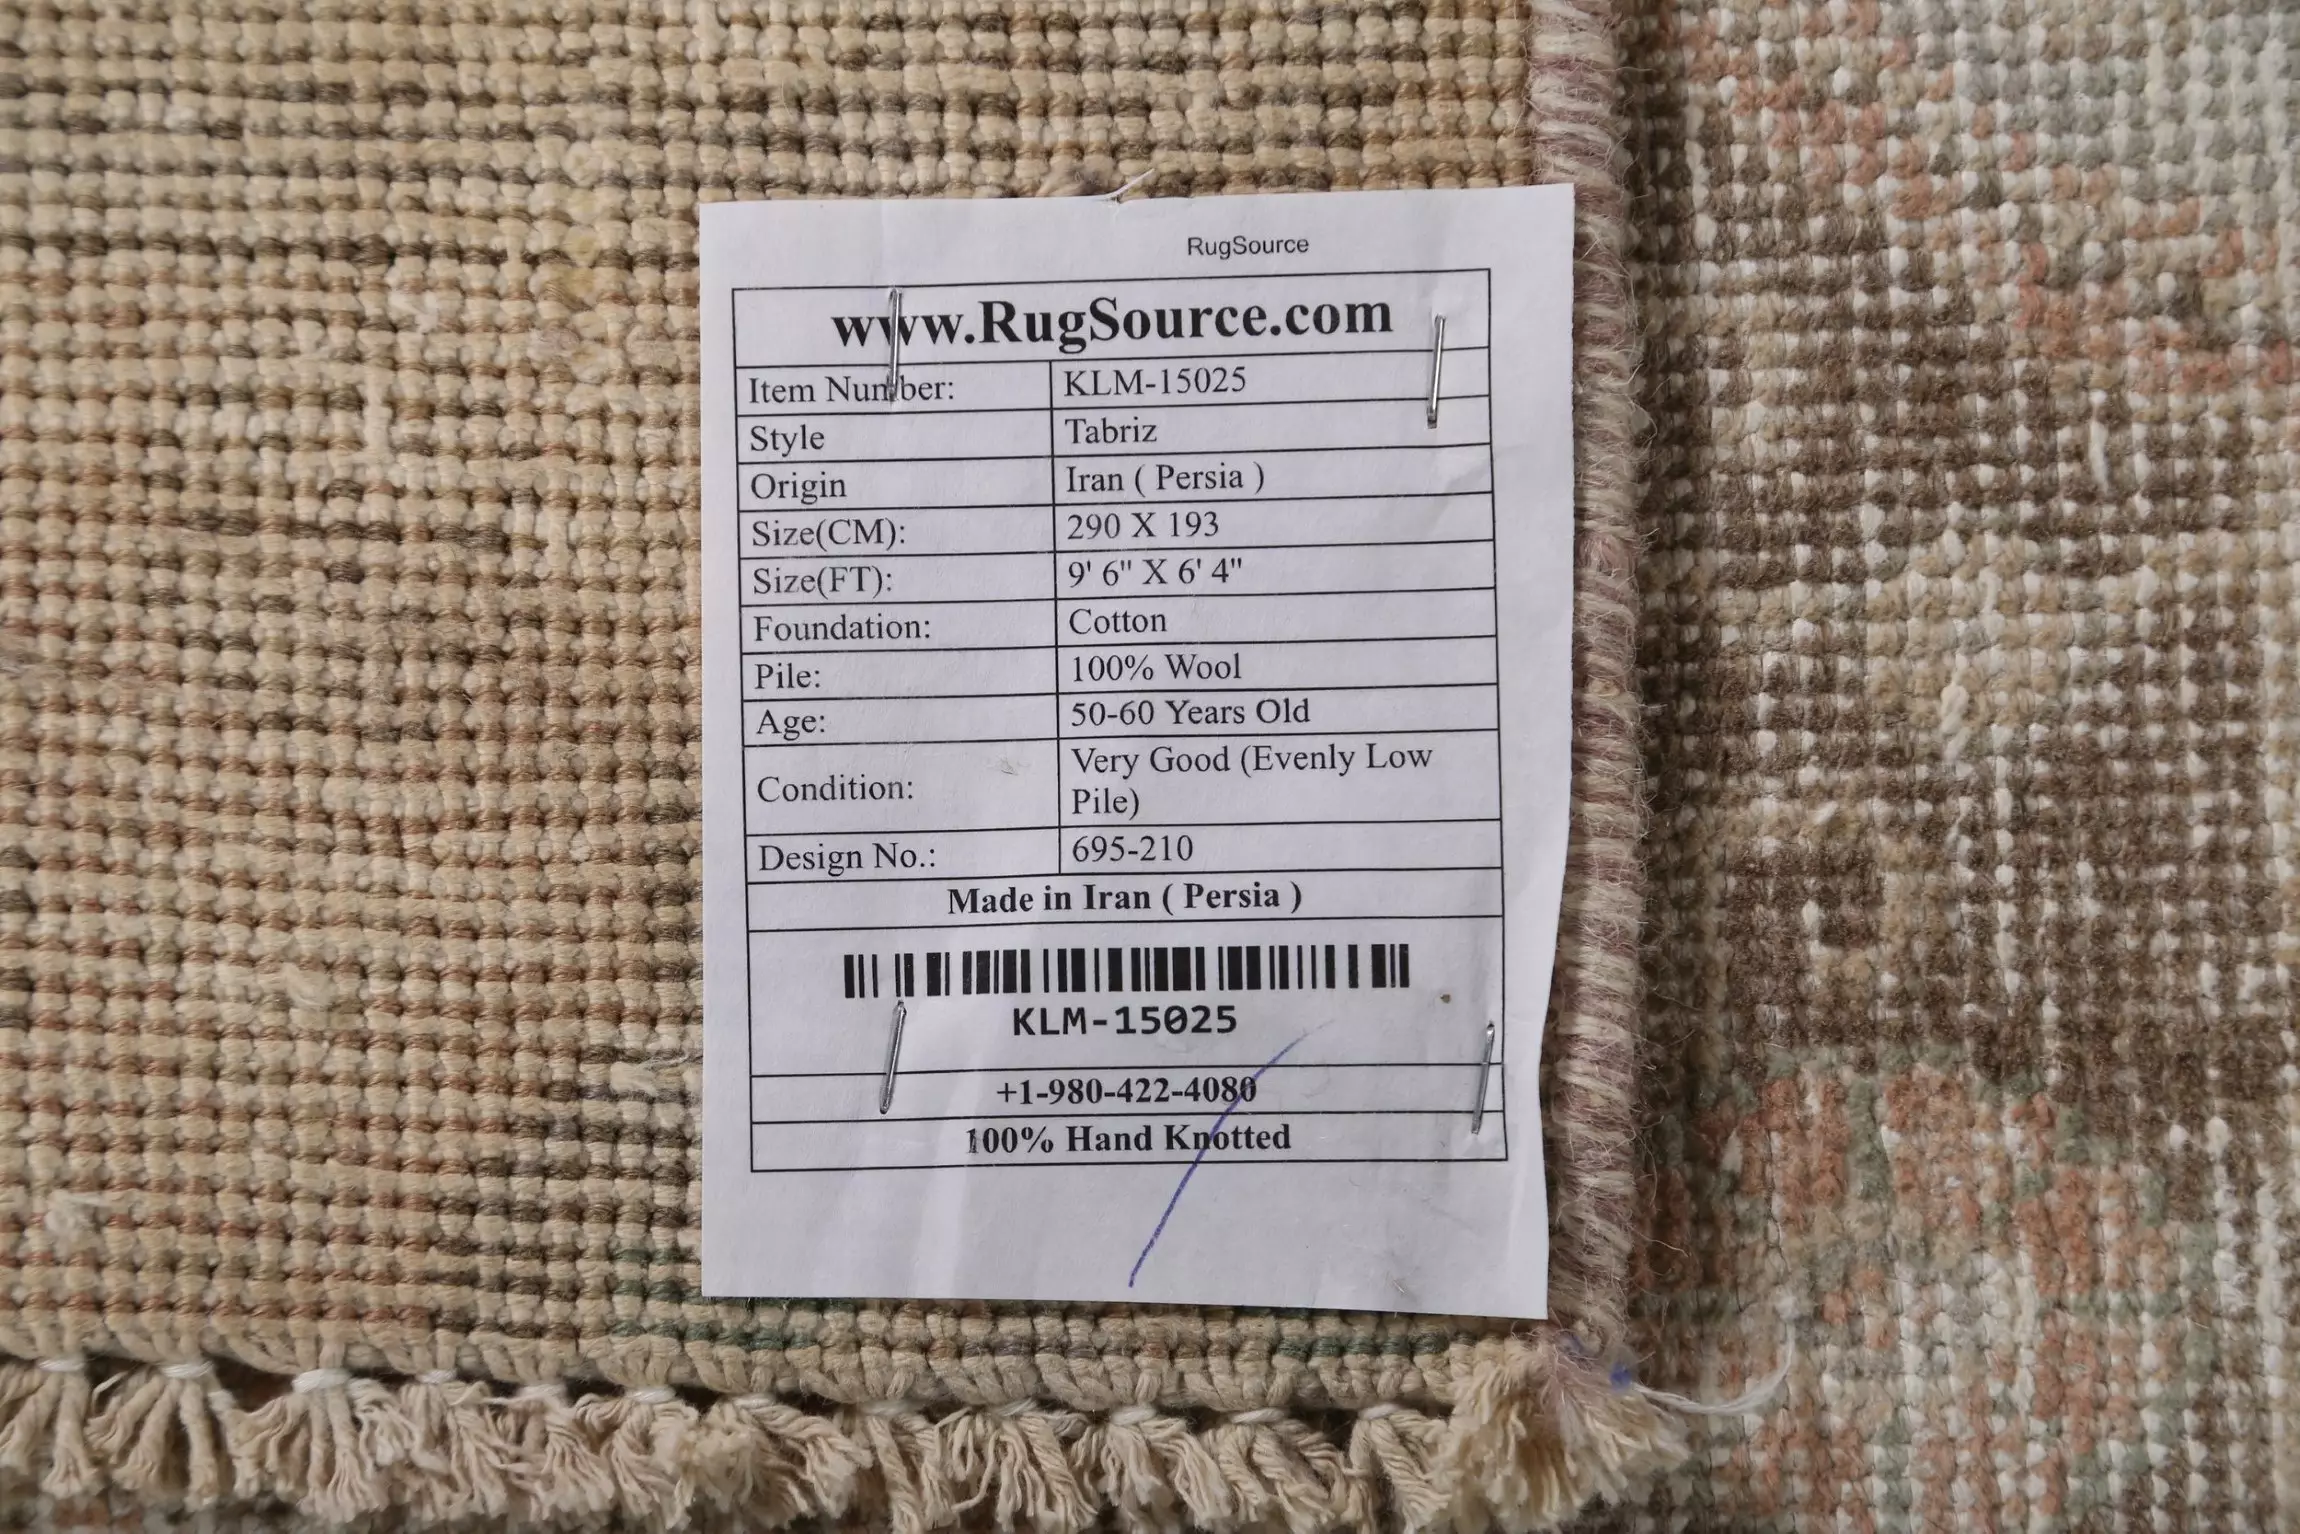 RugSource
www.RugSource.com
Item Number: KLM-15025
Style Tabriz
Origin Iran ( Persia )
Size(CM): 290 X 193
Size(FT): 9' 6" X 6' 4"
Foundation: Cotton
Pile: 100% Wool
Age: 50-60 Years Old
Condition: Very Good (Evenly Low
Pile)
Design No.: 695-210
Made in Iran ( Persia )
KLM-15025
+1-980-422-4080
100% Hand Knotted